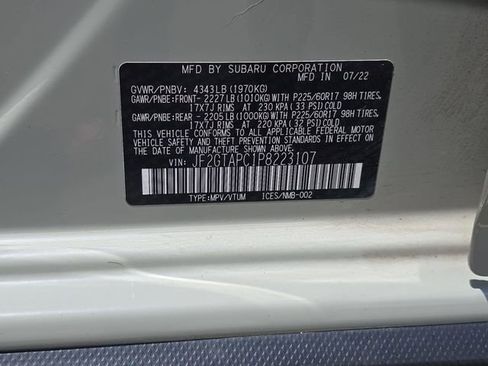 MFD BY SUBARU CORPORATION
MFD IN 07/22
GVWR/PNBV: 4343LB (1970KG)
GAWR/PNBE:FRONT- 2227LB(1010KG)WITH P225/60R17 98H TIRES,
17X7J RIMS AT 230 KPA(33 PSI)COLD
GAWR/PNBE:REAR - 2205LB(1000KG)WITH P225/60R17 98H TIRES,
17X7J RIMS AT 220 KPA(32 PSI)COLD
THIS VEHICLE CONFORMS TO ALL APPLICABLE FEDERAL MOTOR
VEHICLE SAFETY STANDARDS IN EFFECT ON THE DATE OF
MANUFACTURE SHOWN ABOVE.
VIN: JF2GTAPC1P8223107
TYPE:MPV/VTUM ICES/NMB-002